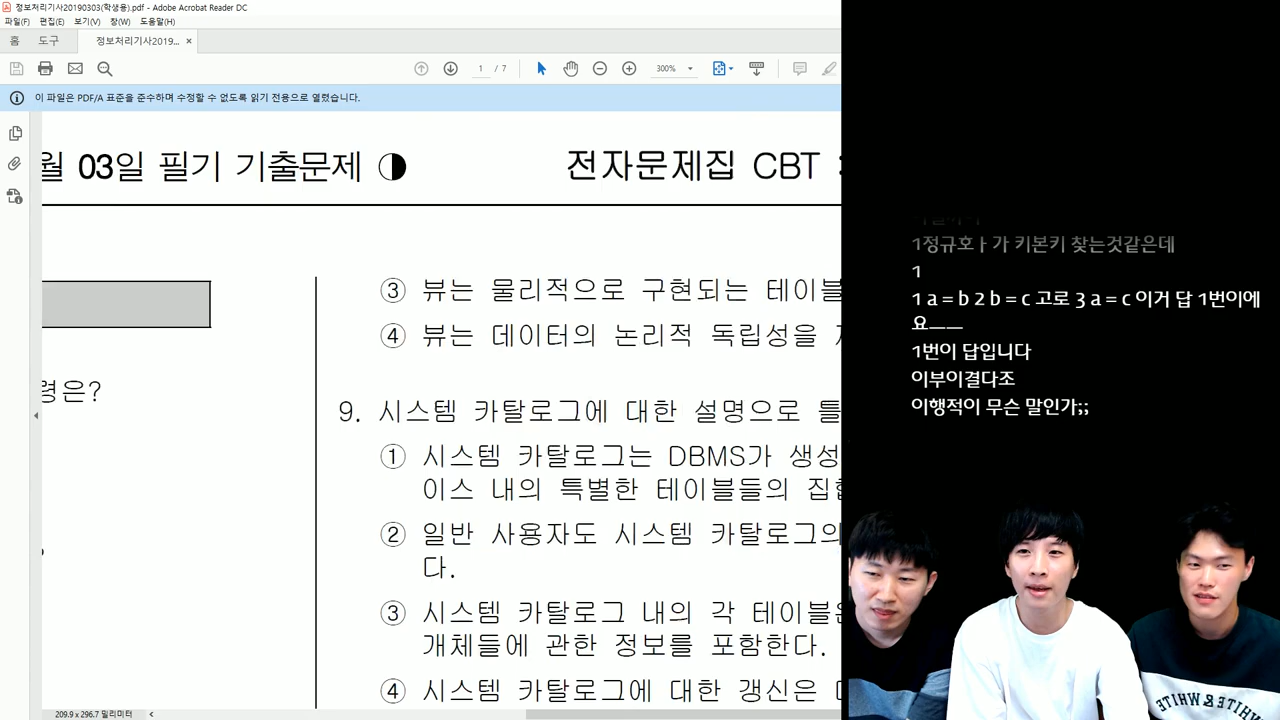 정보처리기사20190303(학생용).pdf - Adobe Acrobat Reader DC
파일(F) 편집(E) 보기(V) 창(W) 도움말(H)
홈 도구 정보처리기사2019... ×
1 / 7 300%
이 파일은 PDF/A 표준을 준수하며 수정할 수 없도록 읽기 전용으로 열렸습니다.
월 03일 필기 기출문제 전자문제집 CBT
령은?
③ 뷰는 물리적으로 구현되는 테이블
④ 뷰는 데이터의 논리적 독립성을
9. 시스템 카탈로그에 대한 설명으로 틀
① 시스템 카탈로그는 DBMS가 생성
이스 내의 특별한 테이블들의 집합
② 일반 사용자도 시스템 카탈로그의
다.
③ 시스템 카탈로그 내의 각 테이블은
개체들에 관한 정보를 포함한다.
④ 시스템 카탈로그에 대한 갱신은
209.9 x 296.7 밀리미터
1정규호ㅏ가 키본키 찾는것같은데
1
1 a = b 2 b = c 고로 3 a = c 이거 답 1번이에
요ㅡㅡ
1번이 답입니다
이부이결다조
이행적이 무슨 말인가;;
WHITE & WHITE